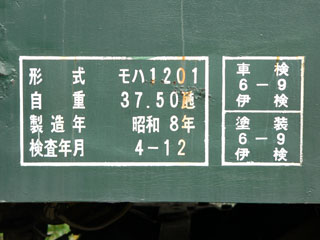 形式 モハ1201
自重 37.50瓲
製造年 昭和 8年
検査年月 4-12
車検
6-9
伊検
塗装
6-9
伊検